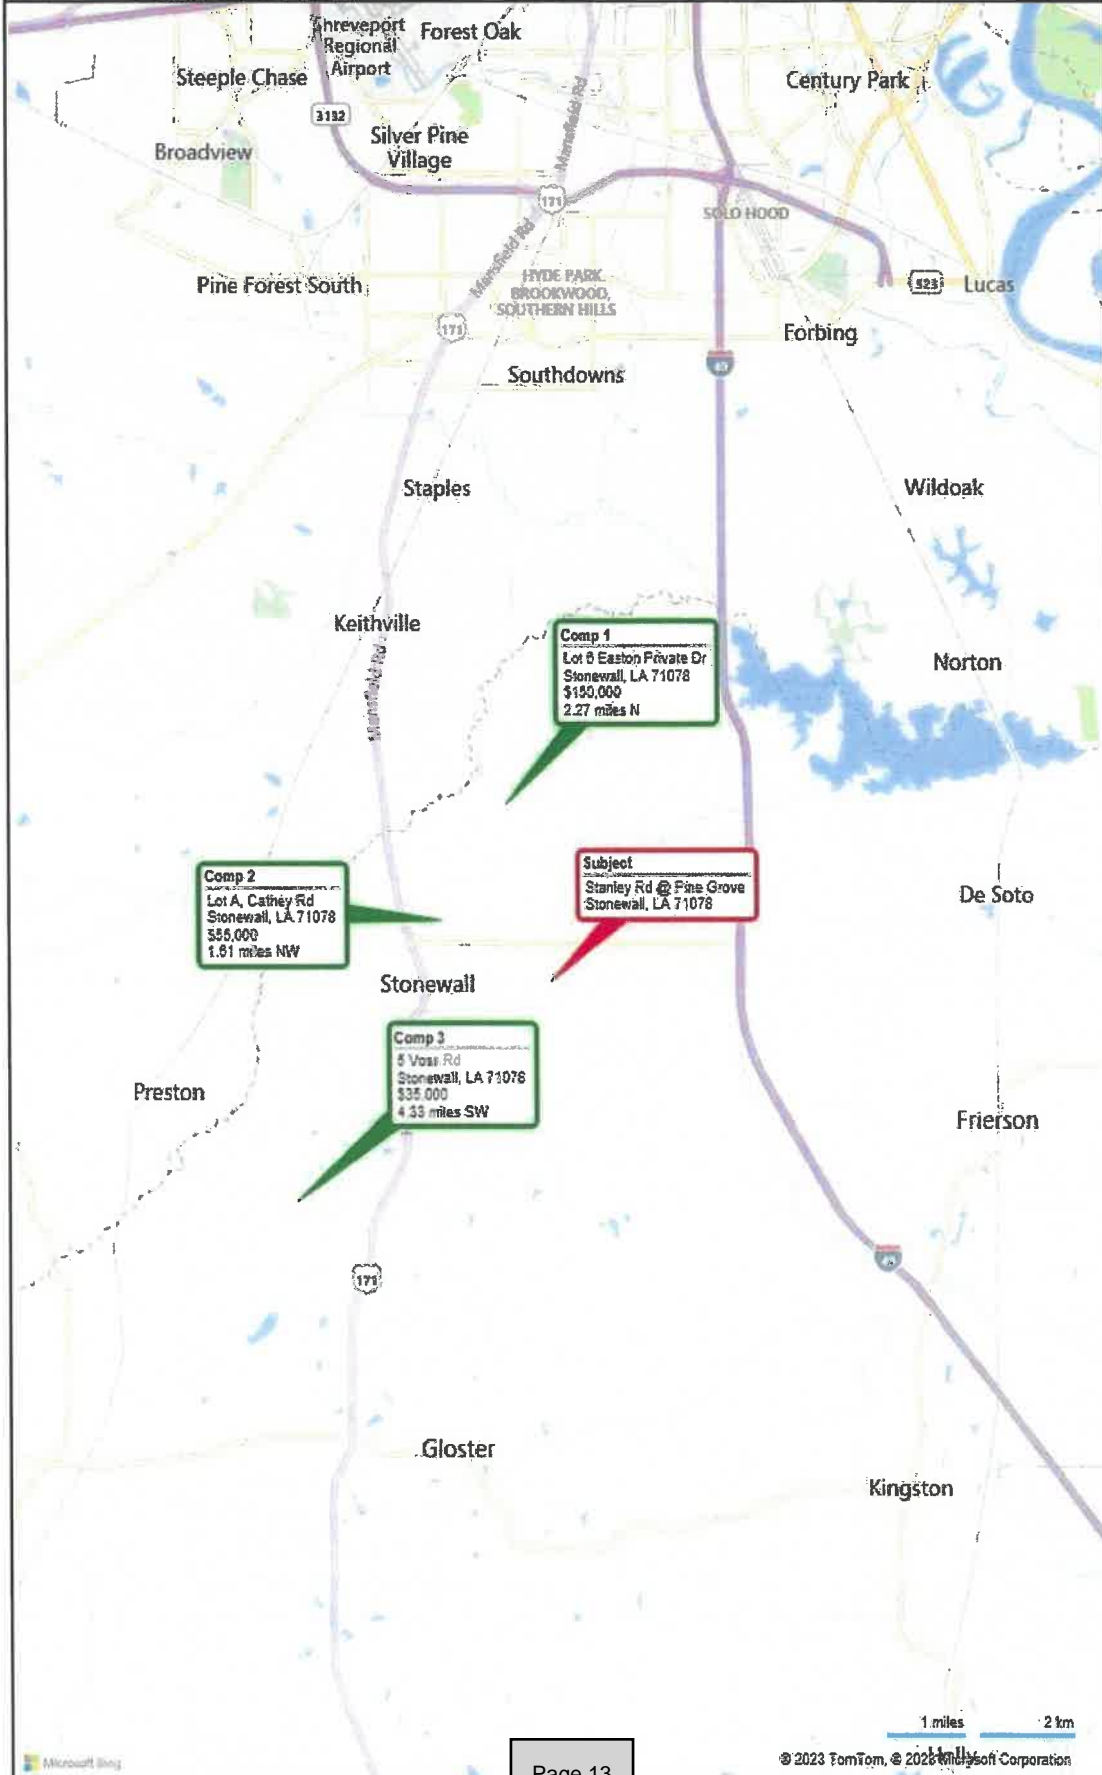 Shreveport
Regional
Airport
Forest Oak
Steeple Chase
Century Park
3132
Silver Pine
Village
Broadview
Mansfield Rd
171
SOLO HOOD
Mansfield Rd
Pine Forest South
HYDE PARK,
BROOKWOOD,
SOUTHERN HILLS
523
Lucas
171
Forbing
Southdowns
Staples
Wildoak
Keithville
Mansfield Rd
Comp 1
Easton Private Dr
Stonewall, LA 71078
$150,000
2.27 miles N
Norton
Comp 2
Lot A, Cathey Rd
Stonewall, LA 71078
$55,000
1.61 miles NW
Subject
Stanley Rd @ Pine Grove
Stonewall, LA 71078
De Soto
Stonewall
Comp 3
Voss Rd
Stonewall, LA 71078
$35,000
4.33 miles SW
Preston
Frierson
171
Gloster
Kingston
1 miles
2 km
Holly
Microsoft Bing
© 2023 TomTom, © 2023 Microsoft Corporation
Page 13